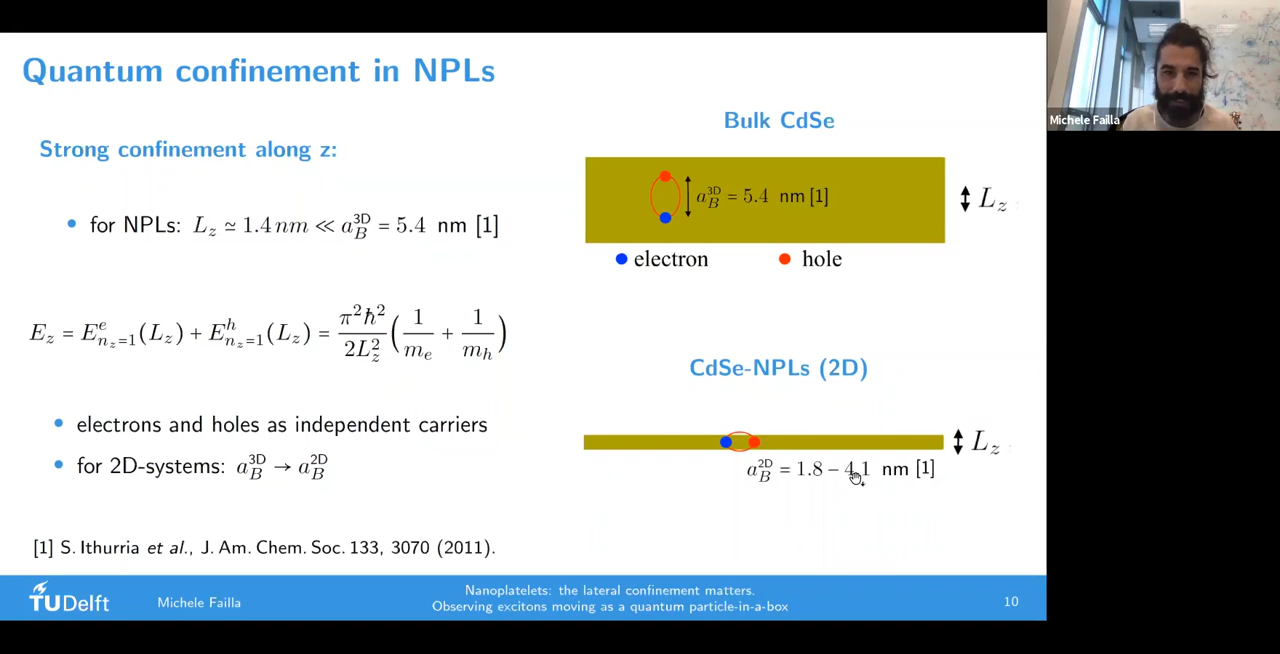 Quantum confinement in NPLs
Strong confinement along z:
• for NPLs: L_z ≃ 1.4 nm ≪ a_B^{3D} = 5.4 nm [1]
E_z = E^e_{n_z=1}(L_z) + E^h_{n_z=1}(L_z) = \frac{π²ħ²}{2L_z²}(\frac{1}{m_e} + \frac{1}{m_h})
• electrons and holes as independent carriers
• for 2D-systems: a_B^{3D} → a_B^{2D}
[1] S. Ithurria et al., J. Am. Chem. Soc. 133, 3070 (2011).
Bulk CdSe
a_B^{3D} = 5.4 nm [1]
L_z
electron
hole
CdSe-NPLs (2D)
L_z
a_B^{2D} = 1.8 – 4.1 nm [1]
Michele Failla
TUDelft
Michele Failla
Nanoplatelets: the lateral confinement matters.
Observing excitons moving as a quantum particle-in-a-box
10